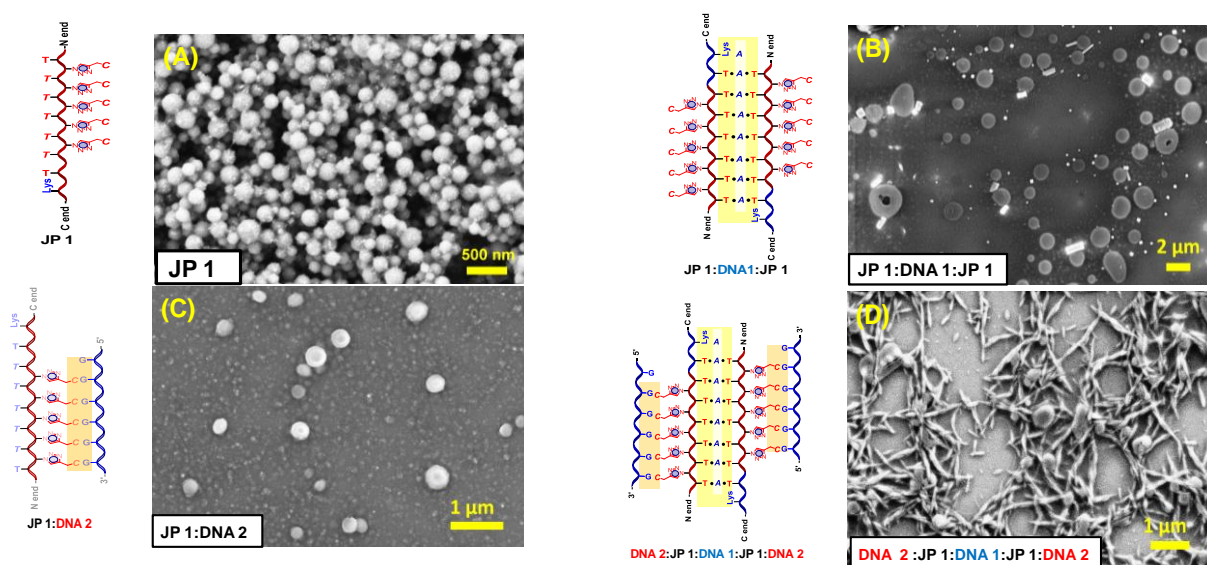 N end
T
T C
T C
T C
T C
T C
T
Lys
C end
JP 1
(A)
JP 1
500 nm
C end
Lys A
N end
T•A•T
T•A•T C
C T•A•T C
C T•A•T C
C T•A•T C
C T•A•T C
C T•A•T
A•T
Lys
N end
C end
JP 1:DNA1:JP 1
(B)
JP 1:DNA 1:JP 1
2 µm
C end
Lys
5'
T G
T C G
T C G
T C G
T C G
T C G
T
N end
3'
JP 1:DNA 2
(C)
JP 1:DNA 2
1 µm
C end
3'
5'
Lys A
N end
G T•A•T G
G C T•A•T C G
G C T•A•T C G
G C T•A•T C G
G C T•A•T C G
G C T•A•T C G
T•A•T
A•T
Lys
3'
5'
N end
C end
DNA 2:JP 1:DNA 1:JP 1:DNA 2
(D)
DNA 2 :JP 1:DNA 1:JP 1:DNA 2
1 µm